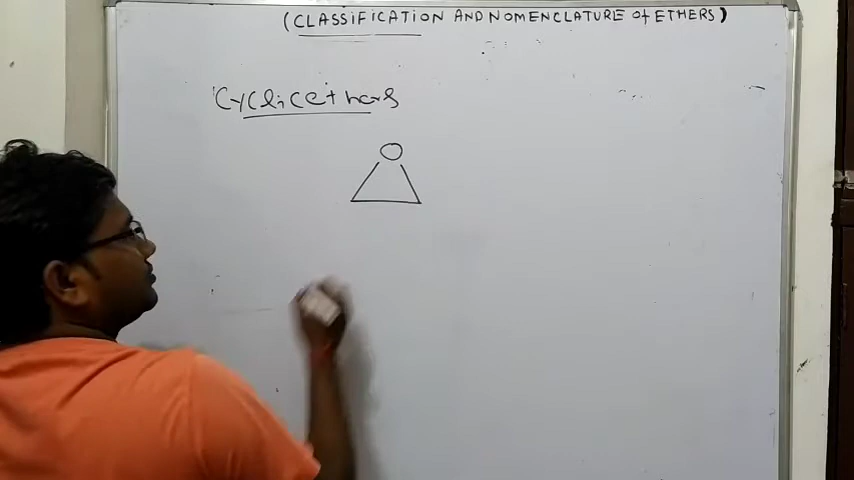 (CLASSIFICATION AND NOMENCLATURE of ETHERS)
Cyclic ethers
O